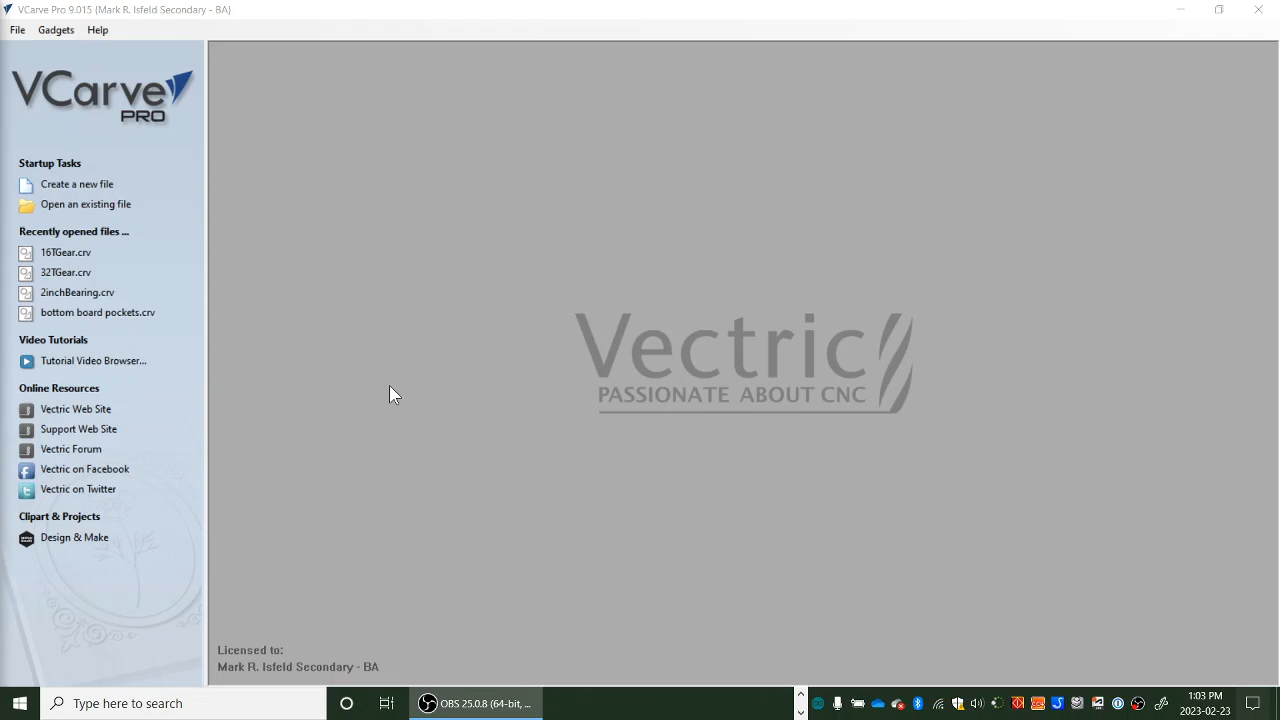 VCarve Pro 9.015 {Mark R. Isfeld Secondary - BA}
File Gadgets Help
VCarve
PRO
Startup Tasks
Create a new file
Open an existing file
Recently opened files ...
16TGear.crv
32TGear.crv
2inchBearing.crv
bottom board pockets.crv
Video Tutorials
Tutorial Video Browser...
Online Resources
Vectric Web Site
Support Web Site
Vectric Forum
Vectric on Facebook
Vectric on Twitter
Clipart & Projects
Design & Make
Vectric
PASSIONATE ABOUT CNC
Licensed to:
Mark R. Isfeld Secondary - BA
Type here to search
OBS 25.0.8 (64-bit, ...
1:03 PM
2023-02-23